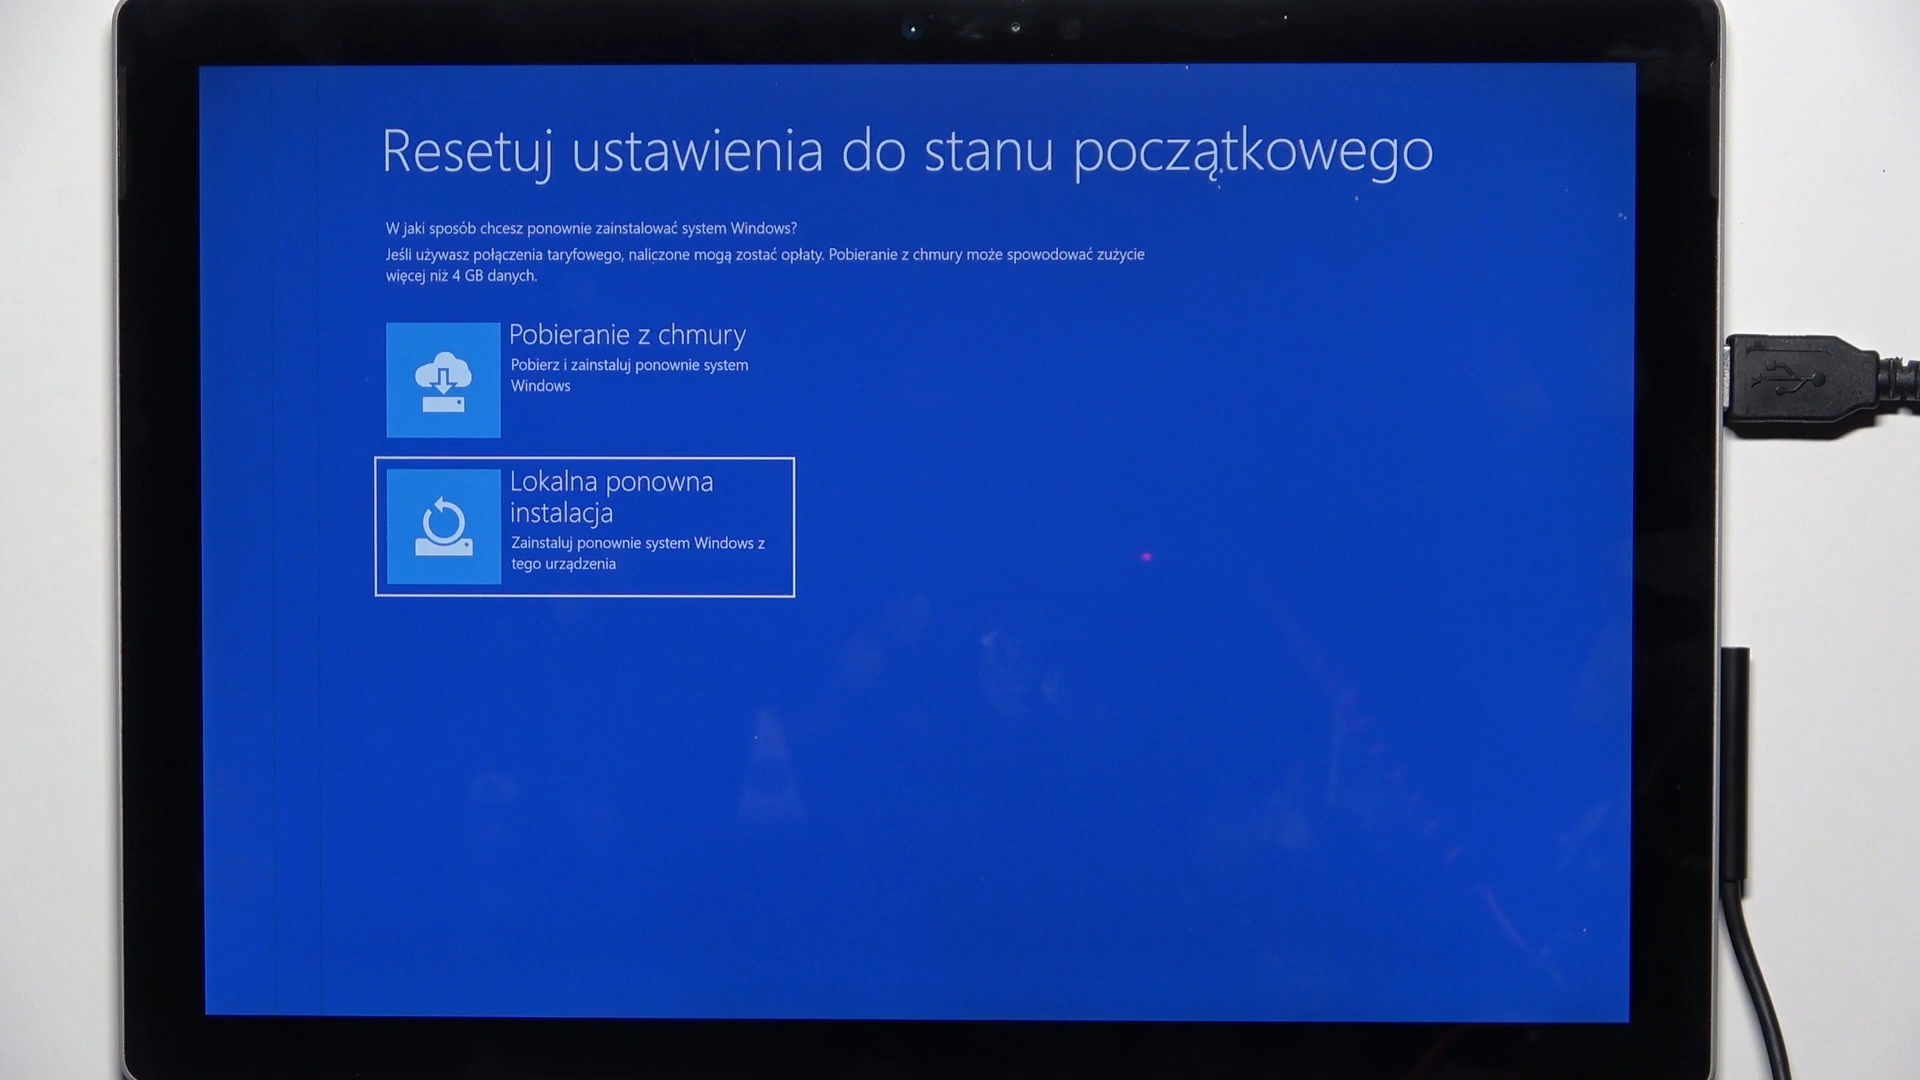 Resetuj ustawienia do stanu początkowego
W jaki sposób chcesz ponownie zainstalować system Windows?
Jeśli używasz połączenia taryfowego, naliczone mogą zostać opłaty. Pobieranie z chmury może spowodować zużycie
więcej niż 4 GB danych.
Pobieranie z chmury
Pobierz i zainstaluj ponownie system
Windows
Lokalna ponowna
instalacja
Zainstaluj ponownie system Windows z
tego urządzenia